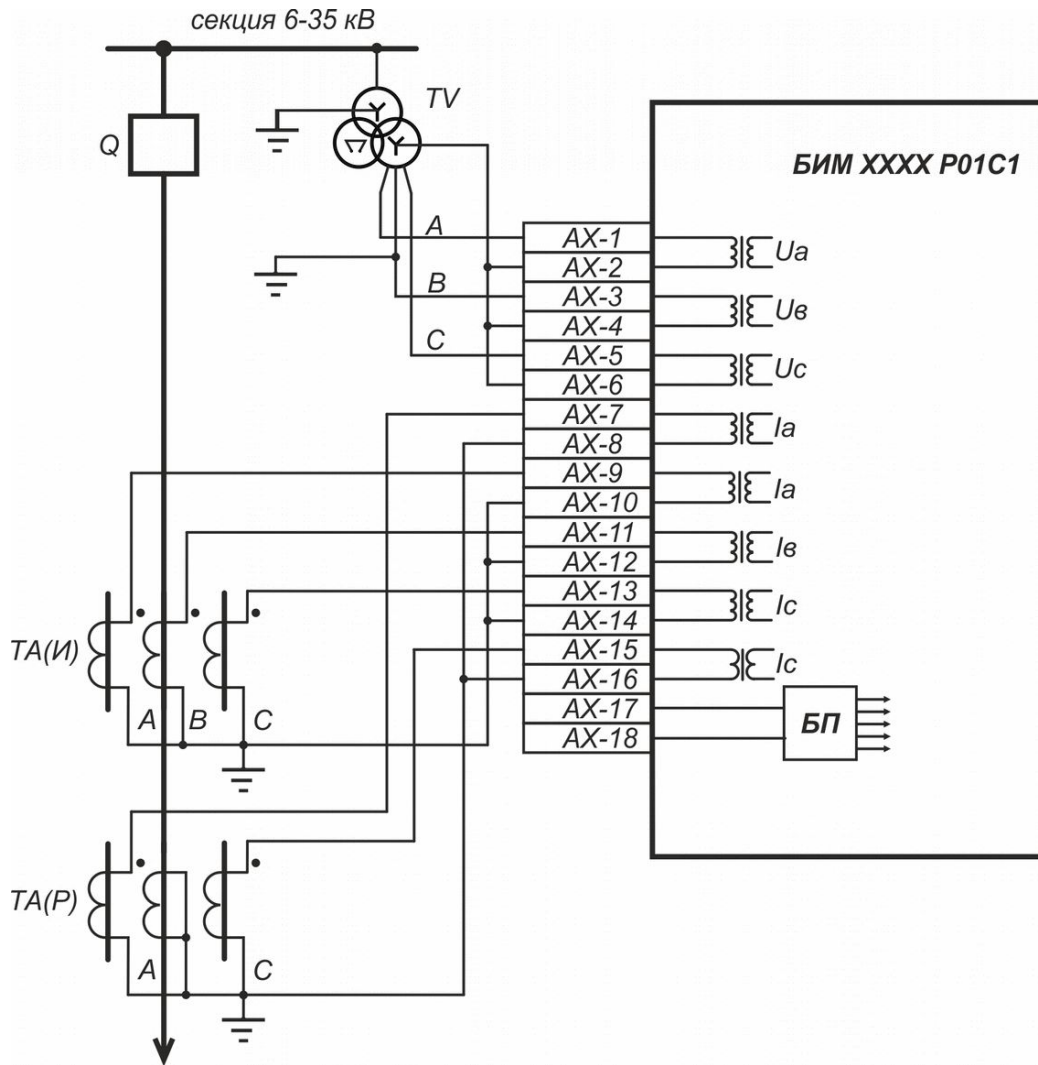 секция 6-35 кВ
TV
Q
БИМ XXXX P01C1
A
AX-1
Ua
AX-2
B
AX-3
Uв
AX-4
C
AX-5
Uc
AX-6
AX-7
Ia
AX-8
AX-9
Ia
AX-10
AX-11
Iв
AX-12
AX-13
Ic
AX-14
AX-15
Ic
AX-16
AX-17
AX-18
БП
ТА(И)
A B C
ТА(Р)
A C